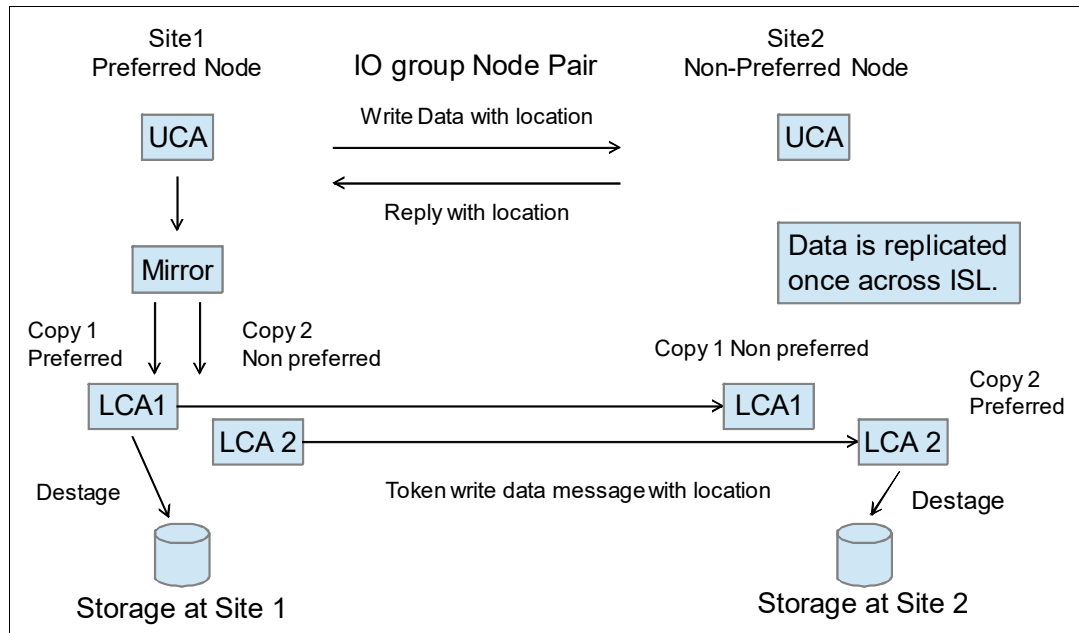 Site1
Preferred Node
IO group Node Pair
Site2
Non-Preferred Node
Write Data with location
UCA
UCA
Reply with location
Mirror
Data is replicated
once across ISL.
Copy 1
Preferred
Copy 2
Non preferred
Copy 1 Non preferred
Copy 2
Preferred
LCA1
LCA1
LCA 2
LCA 2
Destage
Token write data message with location
Destage
Storage at Site 1
Storage at Site 2